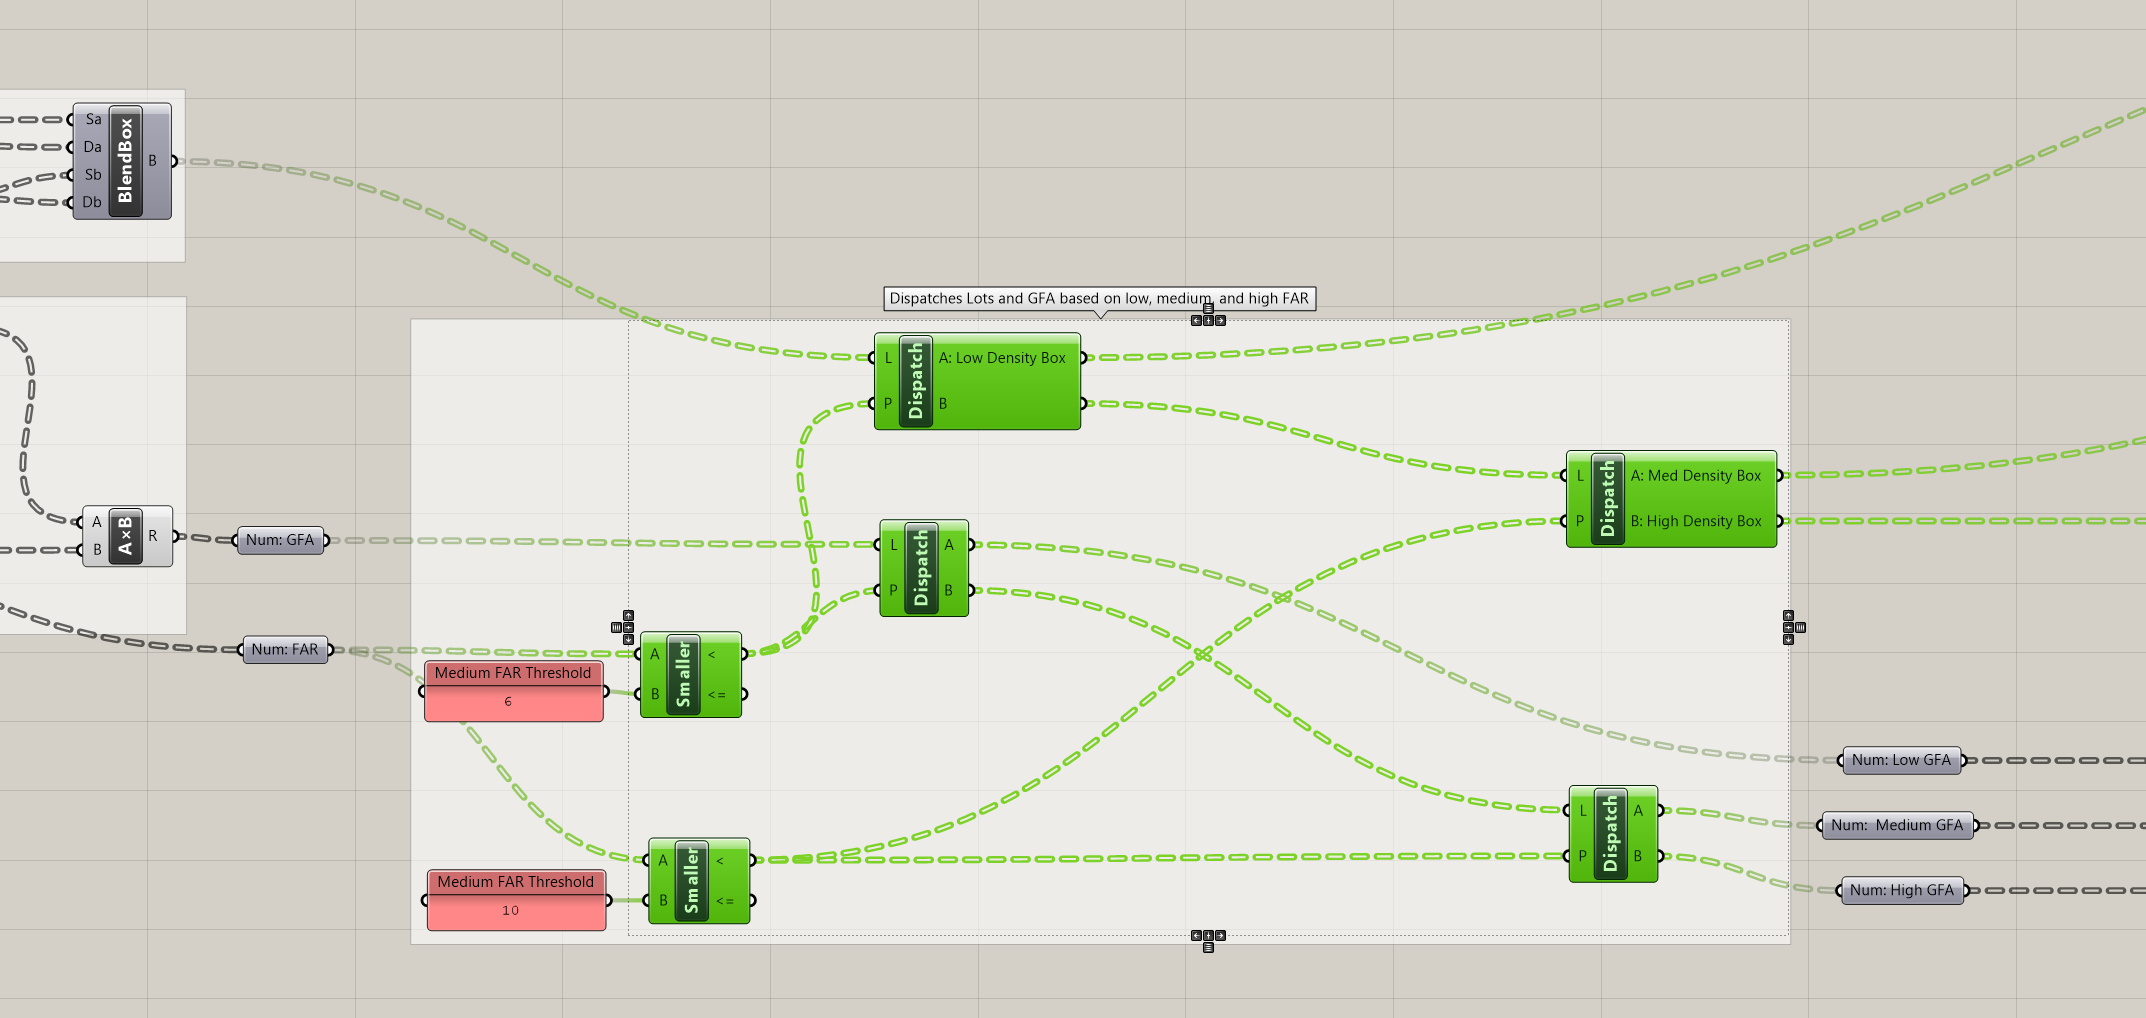 Sa
Da
Sb
Db
BlendBox
B
Dispatches Lots and GFA based on low, medium, and high FAR
L
P
Dispatch
A: Low Density Box
B
L
P
Dispatch
A: Med Density Box
B: High Density Box
A
B
A×B
R
Num: GFA
L
P
Dispatch
A
B
Num: FAR
Medium FAR Threshold
6
A
B
Smaller
<
<=
Num: Low GFA
L
P
Dispatch
A
B
Num:  Medium GFA
Num: High GFA
Medium FAR Threshold
10
A
B
Smaller
<
<=